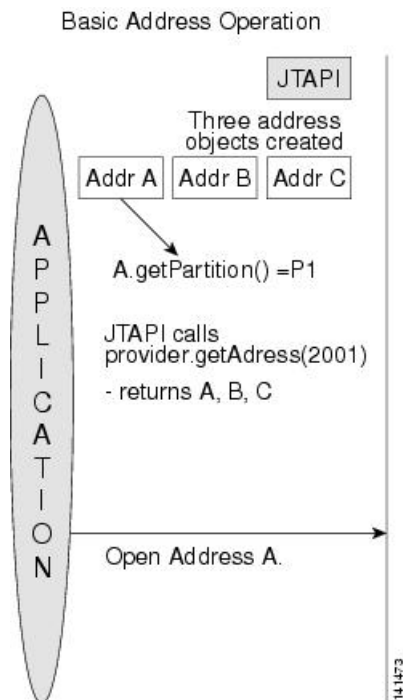 Basic Address Operation
JTAPI
Three address
objects created
Addr A
Addr B
Addr C
A.getPartition() =P1
JTAPI calls
provider.getAdress(2001)
- returns A, B, C
APPLICATION
Open Address A.
141473